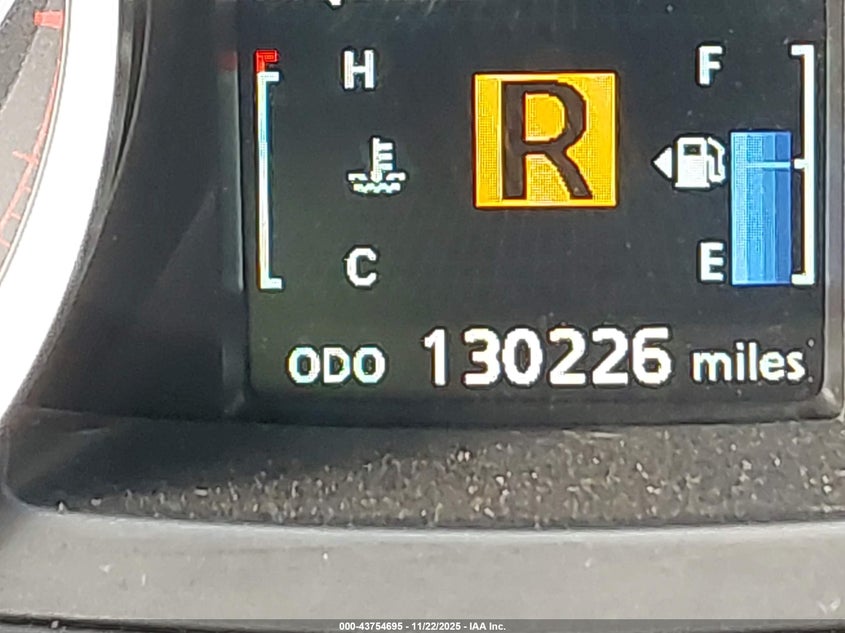 H R F
C E
ODO 130226 miles
000-43754695 - 11/22/2025 - IAA Inc.